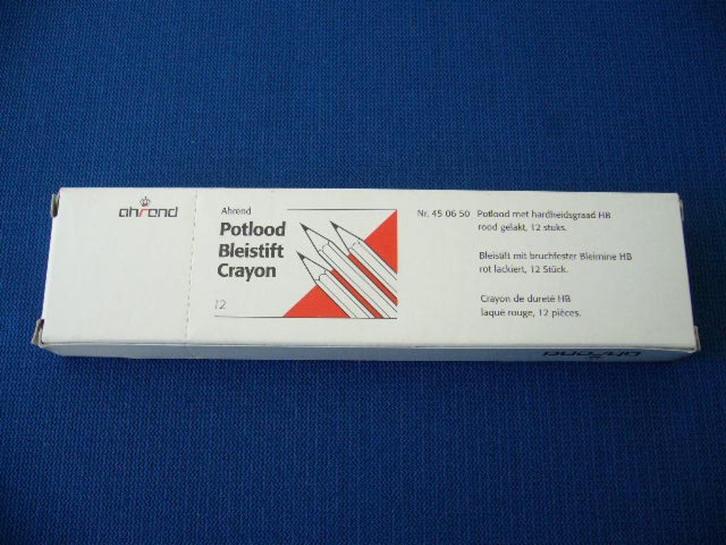 ahrend
Ahrend
Potlood
Bleistift
Crayon
12
Nr. 45 06 50 Potlood met hardheidsgraad HB
rood gelakt, 12 stuks.
Bleistift mit bruchfester Bleimine HB
rot lackiert, 12 Stück.
Crayon de dureté HB
laqué rouge, 12 pièces.
ahrend